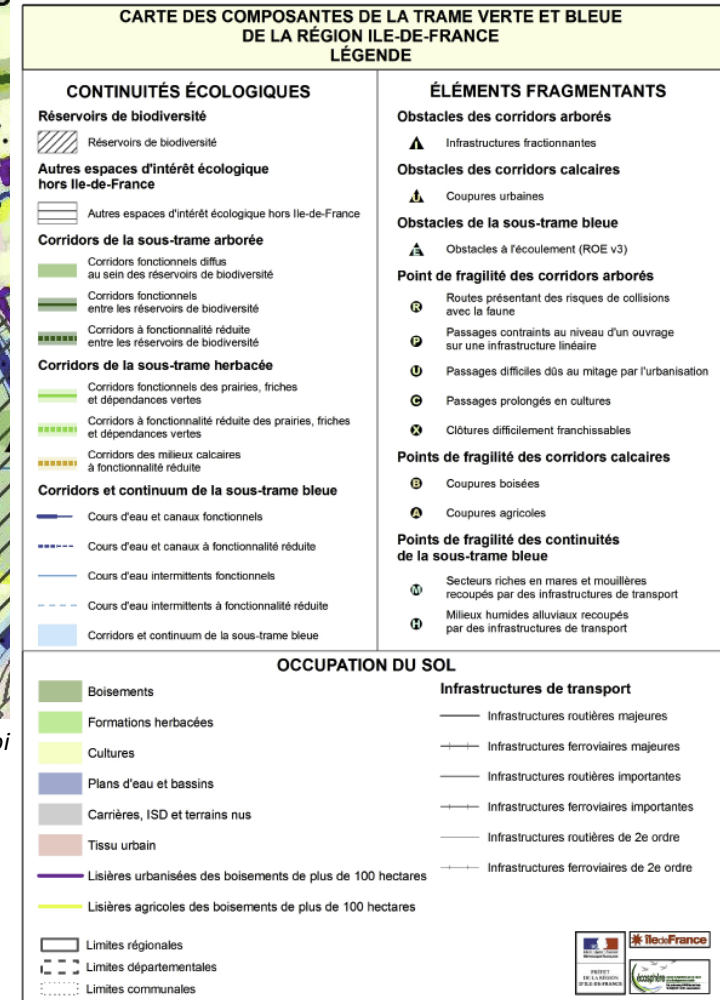 CARTE DES COMPOSANTES DE LA TRAME VERTE ET BLEUE
DE LA RÉGION ILE-DE-FRANCE
LÉGENDE
CONTINUITÉS ÉCOLOGIQUES
Réservoirs de biodiversité
Réservoirs de biodiversité
Autres espaces d'intérêt écologique
hors Ile-de-France
Autres espaces d'intérêt écologique hors Ile-de-France
Corridors de la sous-trame arborée
Corridors fonctionnels diffus
au sein des réservoirs de biodiversité
Corridors fonctionnels
entre les réservoirs de biodiversité
Corridors à fonctionnalité réduite
entre les réservoirs de biodiversité
Corridors de la sous-trame herbacée
Corridors fonctionnels des prairies, friches
et dépendances vertes
Corridors à fonctionnalité réduite des prairies, friches
et dépendances vertes
Corridors des milieux calcaires
à fonctionnalité réduite
Corridors et continuum de la sous-trame bleue
Cours d'eau et canaux fonctionnels
Cours d'eau et canaux à fonctionnalité réduite
Cours d'eau intermittents fonctionnels
Cours d'eau intermittents à fonctionnalité réduite
Corridors et continuum de la sous-trame bleue
ÉLÉMENTS FRAGMENTANTS
Obstacles des corridors arborés
I Infrastructures fractionnantes
Obstacles des corridors calcaires
U Coupures urbaines
Obstacles de la sous-trame bleue
E Obstacles à l'écoulement (ROE v3)
Point de fragilité des corridors arborés
R Routes présentant des risques de collisions
avec la faune
P Passages contraints au niveau d'un ouvrage
sur une infrastructure linéaire
U Passages difficiles dûs au mitage par l'urbanisation
C Passages prolongés en cultures
X Clôtures difficilement franchissables
Points de fragilité des corridors calcaires
B Coupures boisées
A Coupures agricoles
Points de fragilité des continuités
de la sous-trame bleue
M Secteurs riches en mares et mouillères
recoupés par des infrastructures de transport
H Milieux humides alluviaux recoupés
par des infrastructures de transport
OCCUPATION DU SOL
Boisements
Formations herbacées
Cultures
Plans d'eau et bassins
Carrières, ISD et terrains nus
Tissu urbain
Lisières urbanisées des boisements de plus de 100 hectares
Lisières agricoles des boisements de plus de 100 hectares
Limites régionales
Limites départementales
Limites communales
Infrastructures de transport
Infrastructures routières majeures
Infrastructures ferroviaires majeures
Infrastructures routières importantes
Infrastructures ferroviaires importantes
Infrastructures routières de 2e ordre
Infrastructures ferroviaires de 2e ordre
PRÉFET
DE LA RÉGION
D'ILE-DE-FRANCE
îledeFrance
écosphère